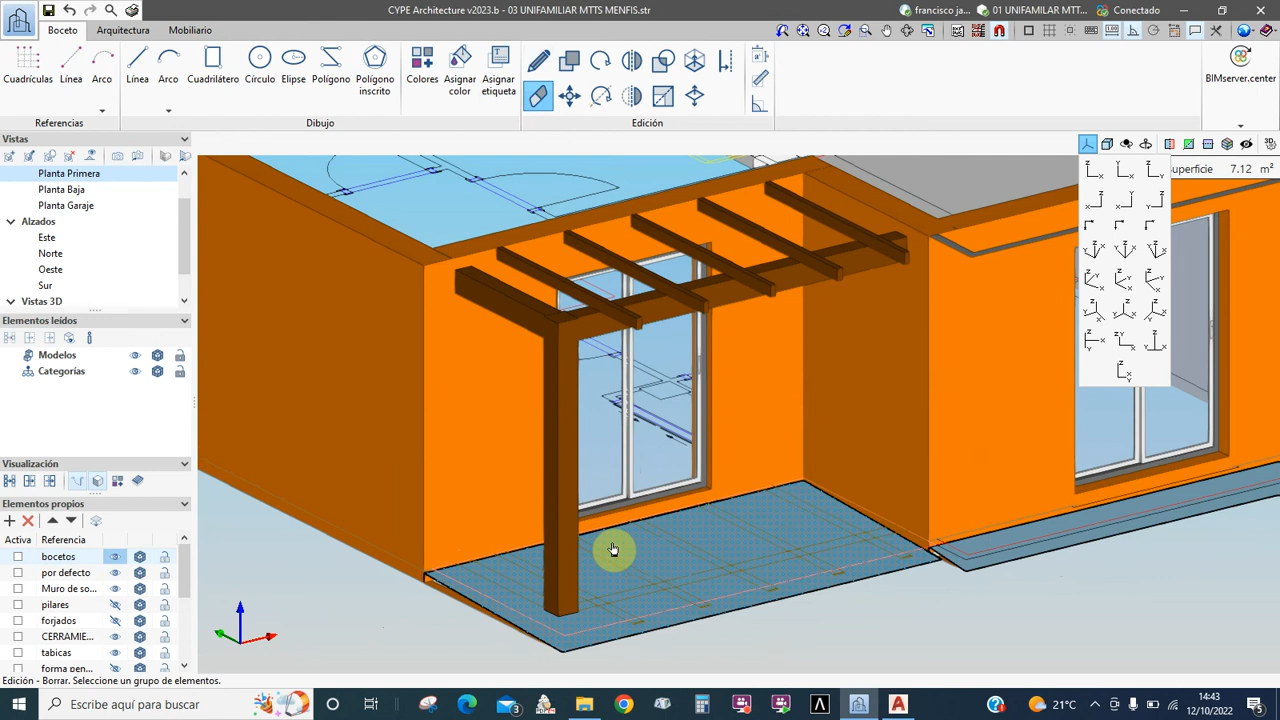 CYPE Architecture v2023.b - 03 UNIFAMILIAR MTTS MENFIS.str
francisco ja...
01 UNIFAMILAR MTT...
Conectado
Boceto
Arquitectura
Mobiliario
Cuadrículas
Línea
Arco
Línea
Arco
Cuadrilátero
Círculo
Elipse
Polígono
Polígono
inscrito
Colores
Asignar
color
Asignar
etiqueta
BIMserver.center
Referencias
Dibujo
Edición
Vistas
Planta Primera
Planta Baja
Planta Garaje
Alzados
Este
Norte
Oeste
Sur
Vistas 3D
Superficie 7.12 m²
Elementos leídos
Modelos
Categorías
Visualización
Elementos propios
Activa
Referencia
bocetos
por defecto
Muro de so...
pilares
forjados
CERRAMIE...
tabicas
forma pen...
Edición - Borrar. Seleccione un grupo de elementos.
Escribe aquí para buscar
21°C
14:43
12/10/2022